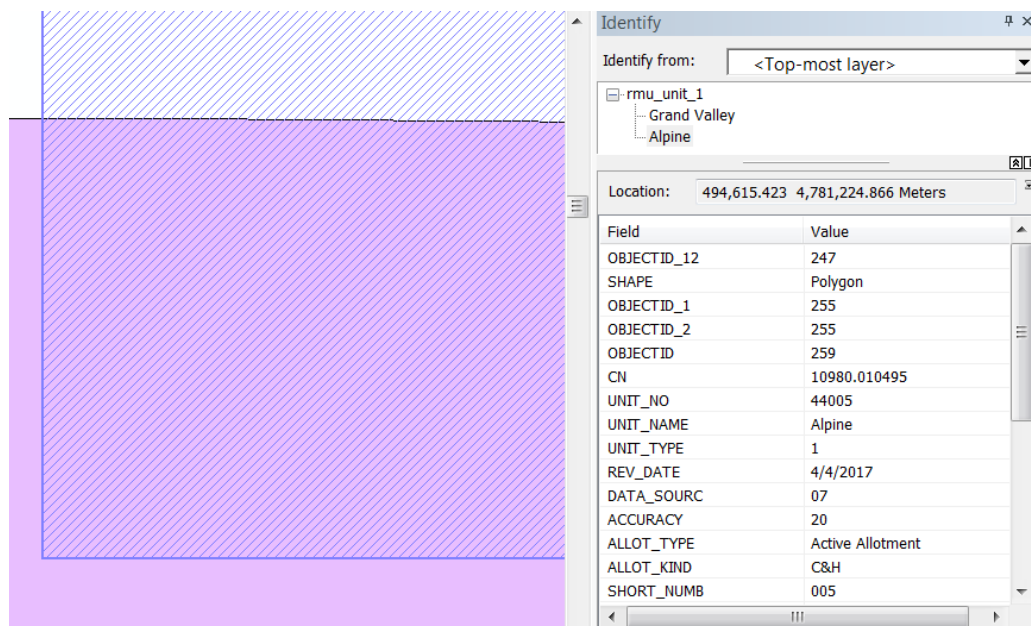 Identify
Identify from: <Top-most layer>
rmu_unit_1
Grand Valley
Alpine
Location: 494,615.423 4,781,224.866 Meters
Field Value
OBJECTID_12 247
SHAPE Polygon
OBJECTID_1 255
OBJECTID_2 255
OBJECTID 259
CN 10980.010495
UNIT_NO 44005
UNIT_NAME Alpine
UNIT_TYPE 1
REV_DATE 4/4/2017
DATA_SOURC 07
ACCURACY 20
ALLOT_TYPE Active Allotment
ALLOT_KIND C&H
SHORT_NUMB 005